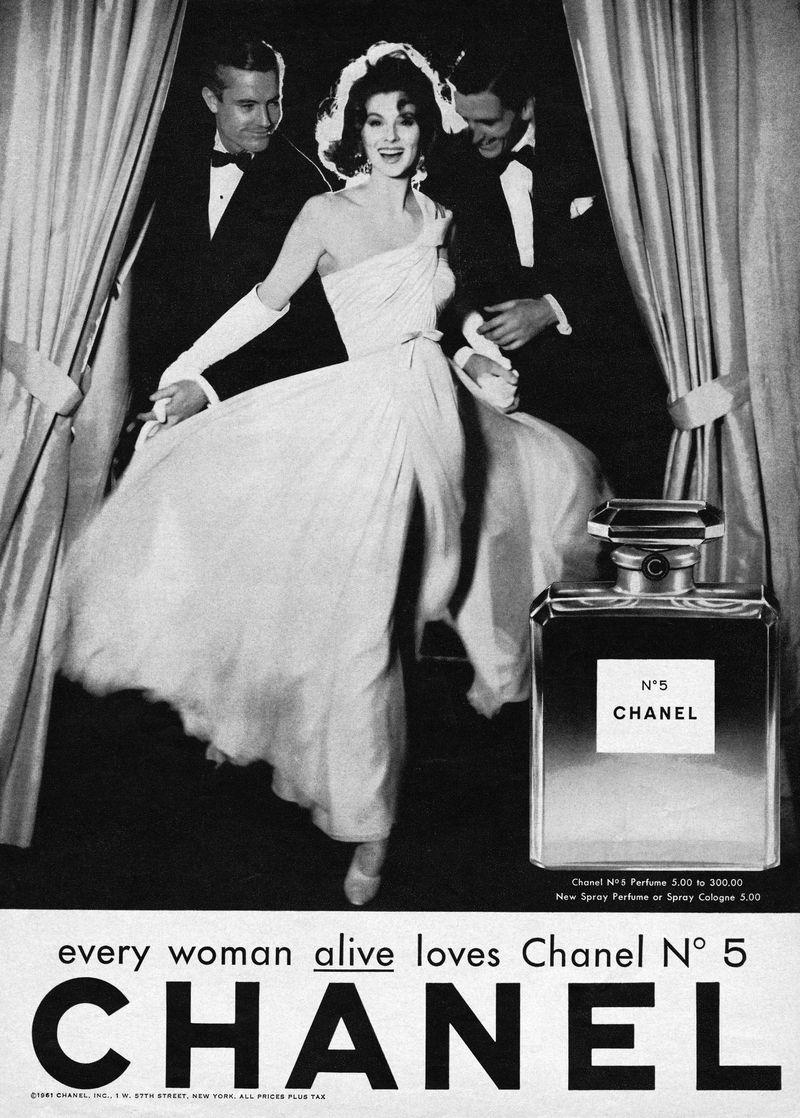 C
N° 5
CHANEL
Chanel Nº 5 Perfume 5.00 to 300.00
New Spray Perfume or Spray Cologne 5.00
every woman alive loves Chanel N° 5
CHANEL
©1961 CHANEL, INC., 1 W. 57TH STREET, NEW YORK. ALL PRICES PLUS TAX